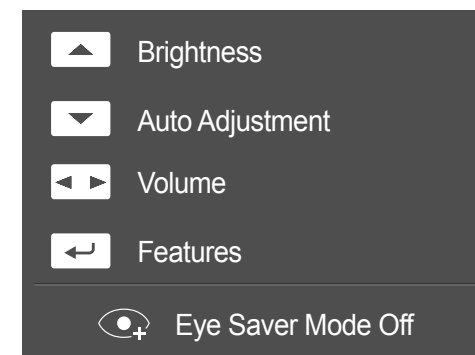 Brightness
Auto Adjustment
Volume
Features
Eye Saver Mode Off